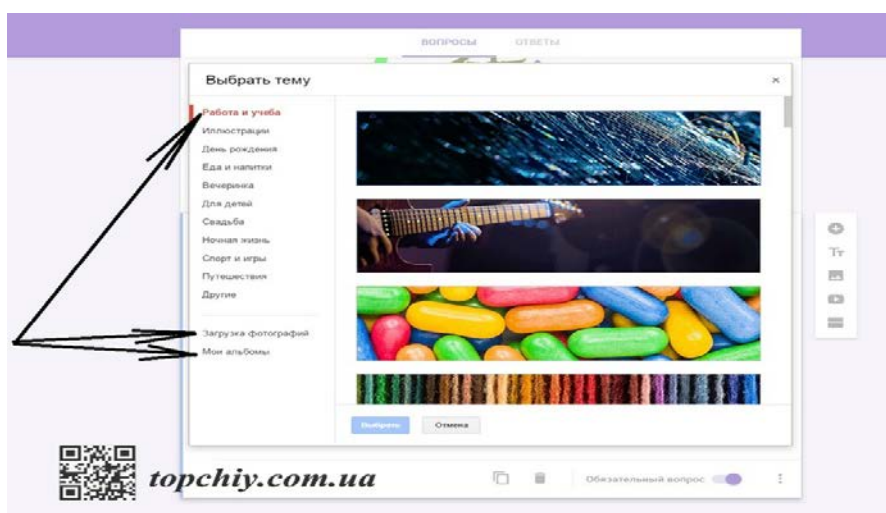 ВОПРОСЫ ОТВЕТЫ
Выбрать тему
×
Работа и учеба
Иллюстрации
День рождения
Еда и напитки
Вечеринка
Для детей
Свадьба
Ночная жизнь
Спорт и игры
Путешествия
Другие
Загрузка фотографий
Мои альбомы
Tт
Выбрать Отмена
topchiy.com.ua
Обязательный вопрос